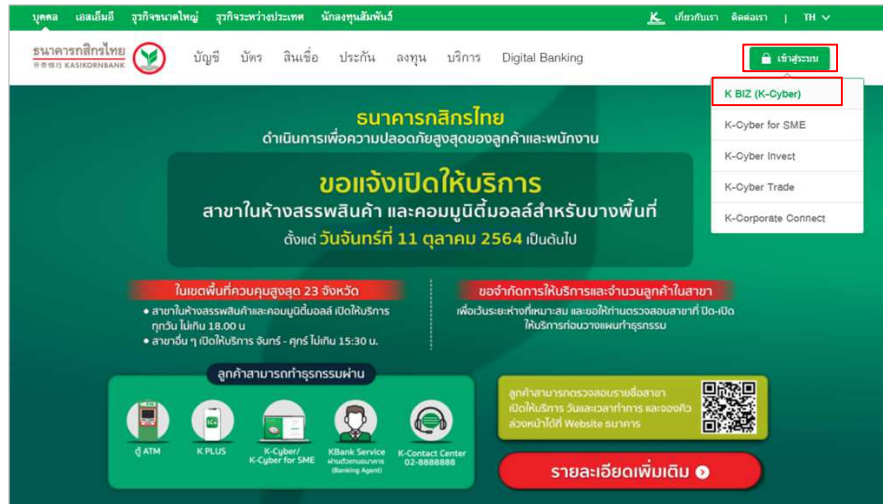 บุคคล เอสเอ็มอี ธุรกิจขนาดใหญ่ ธุรกิจระหว่างประเทศ นักลงทุนสัมพันธ์ K เกี่ยวกับเรา ติดต่อเรา | TH
ธนาคารกสิกรไทย
开泰银行 KASIKORNBANK
บัญชี บัตร สินเชื่อ ประกัน ลงทุน บริการ Digital Banking เข้าสู่ระบบ
K BIZ (K-Cyber)
K-Cyber for SME
K-Cyber Invest
K-Cyber Trade
K-Corporate Connect
ธนาคารกสิกรไทย
ดำเนินการเพื่อความปลอดภัยสูงสุดของลูกค้าและพนักงาน
ขอแจ้งเปิดให้บริการ
สาขาในห้างสรรพสินค้า และคอมมูนิตี้มอลล์สำหรับบางพื้นที่
ตั้งแต่ วันจันทร์ที่ 11 ตุลาคม 2564 เป็นต้นไป
ในเขตพื้นที่ควบคุมสูงสุด 23 จังหวัด
• สาขาในห้างสรรพสินค้าและคอมมูนิตี้มอลล์ เปิดให้บริการ
ทุกวัน ไม่เกิน 18.00 น
• สาขาอื่น ๆ เปิดให้บริการ จันทร์ - ศุกร์ ไม่เกิน 15:30 น.
ขอจำกัดการให้บริการและจำนวนลูกค้าในสาขา
เพื่อเว้นระยะห่างที่เหมาะสม และขอให้ท่านตรวจสอบสาขาที่ ปิด-เปิด
ให้บริการก่อนวางแผนทำธุรกรรม
ลูกค้าสามารถทำธุรกรรมผ่าน
ตู้ ATM
K PLUS
K-Cyber/
K-Cyber for SME
KBank Service
ผ่านตัวแทนธนาคาร
(Banking Agent)
K-Contact Center
02-8888888
ลูกค้าสามารถตรวจสอบรายชื่อสาขา
เปิดให้บริการ วันและเวลาทำการ และจองคิว
ล่วงหน้าได้ที่ Website ธนาคาร
รายละเอียดเพิ่มเติม